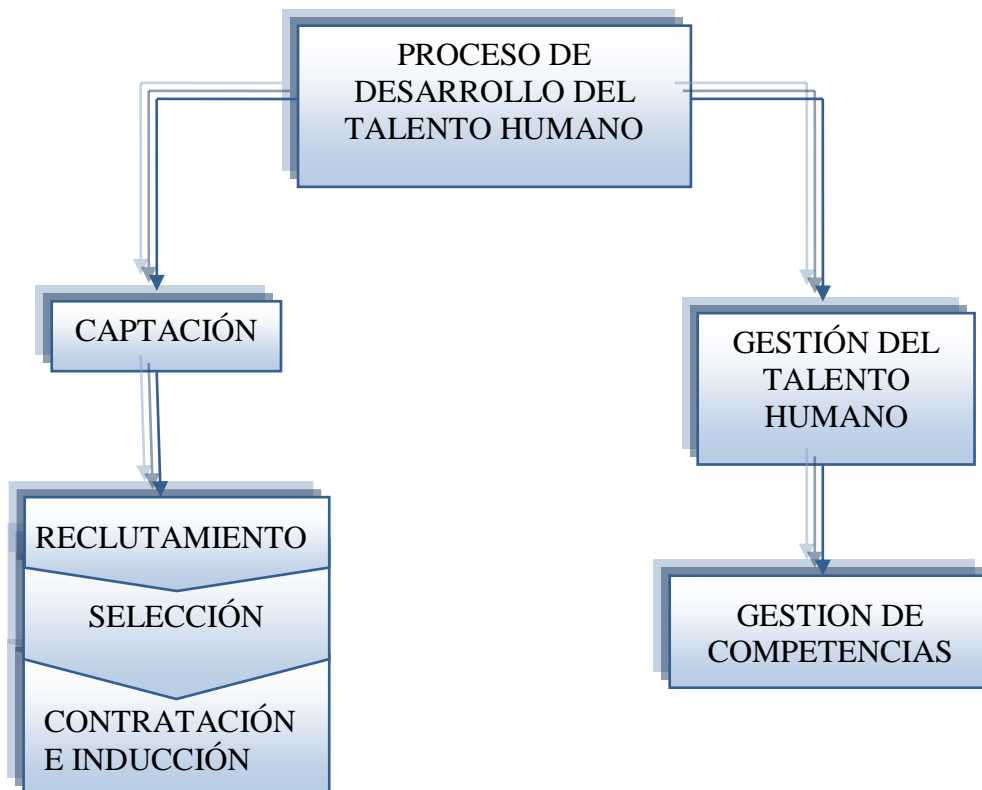 PROCESO DE
DESARROLLO DEL
TALENTO HUMANO
CAPTACIÓN
GESTIÓN DEL
TALENTO
HUMANO
RECLUTAMIENTO
SELECCIÓN
CONTRATACIÓN
E INDUCCIÓN
GESTION DE
COMPETENCIAS